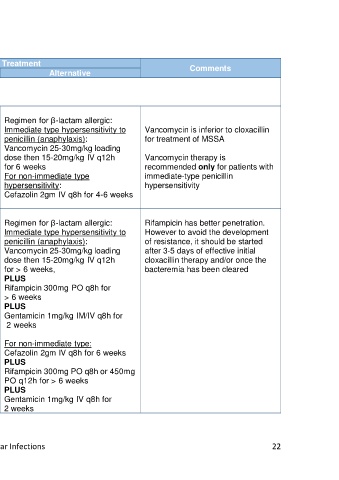 Treatment
Alternative
Comments
Regimen for β-lactam allergic:
Immediate type hypersensitivity to
penicillin (anaphylaxis):
Vancomycin 25-30mg/kg loading
dose then 15-20mg/kg IV q12h
for 6 weeks
For non-immediate type
hypersensitivity:
Cefazolin 2gm IV q8h for 4-6 weeks
Vancomycin is inferior to cloxacillin
for treatment of MSSA
Vancomycin therapy is
recommended only for patients with
immediate-type penicillin
hypersensitivity
Regimen for β-lactam allergic:
Immediate type hypersensitivity to
penicillin (anaphylaxis):
Vancomycin 25-30mg/kg loading
dose then 15-20mg/kg IV q12h
for > 6 weeks,
PLUS
Rifampicin 300mg PO q8h for
> 6 weeks
PLUS
Gentamicin 1mg/kg IM/IV q8h for
2 weeks
For non-immediate type:
Cefazolin 2gm IV q8h for 6 weeks
PLUS
Rifampicin 300mg PO q8h or 450mg
PO q12h for > 6 weeks
PLUS
Gentamicin 1mg/kg IV q8h for
2 weeks
Rifampicin has better penetration.
However to avoid the development
of resistance, it should be started
after 3-5 days of effective initial
cloxacillin therapy and/or once the
bacteremia has been cleared
ar Infections
22